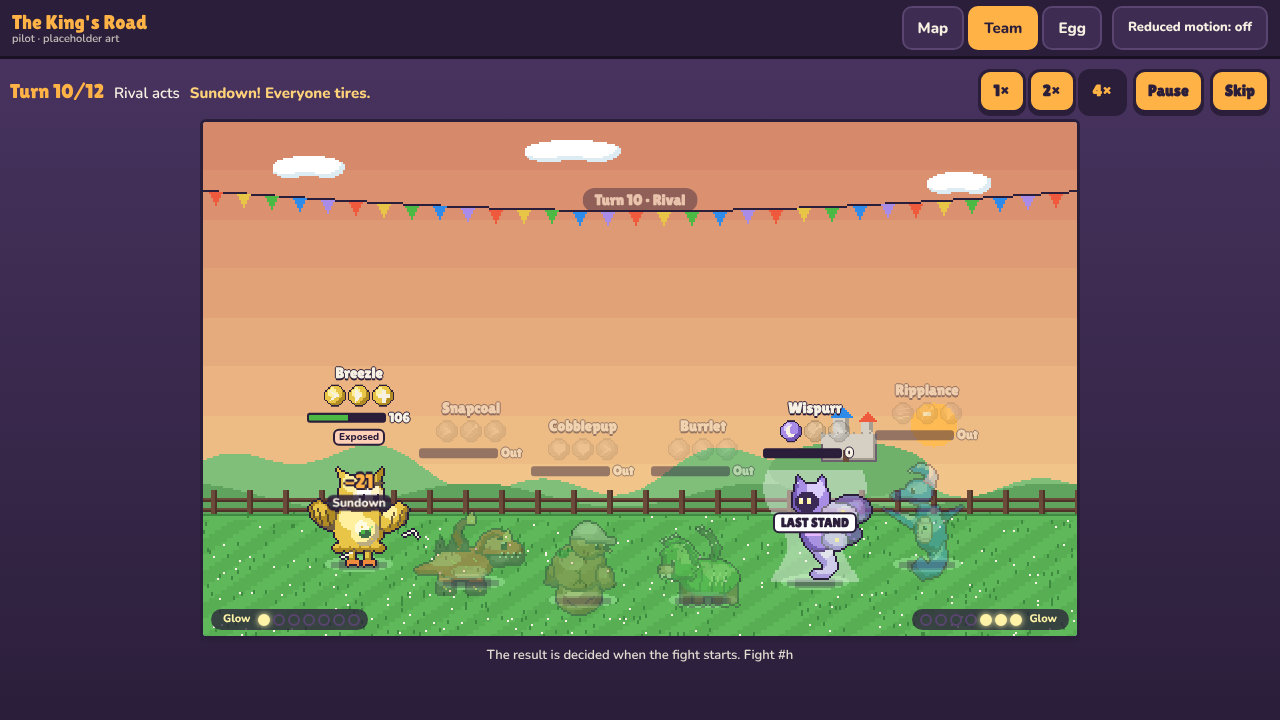 The King's Road
pilot · placeholder art
Map
Team
Egg
Reduced motion: off
Turn 10/12
Rival acts
Sundown! Everyone tires.
1×
2×
4×
Pause
Skip
Turn 10 · Rival
Breezle
106
Exposed
-21
Sundown
Snapcoal
Out
Cobblepup
Out
Burrlet
Out
Wispurr
0
LAST STAND
Ripplance
Out
Glow
Glow
The result is decided when the fight starts. Fight #h